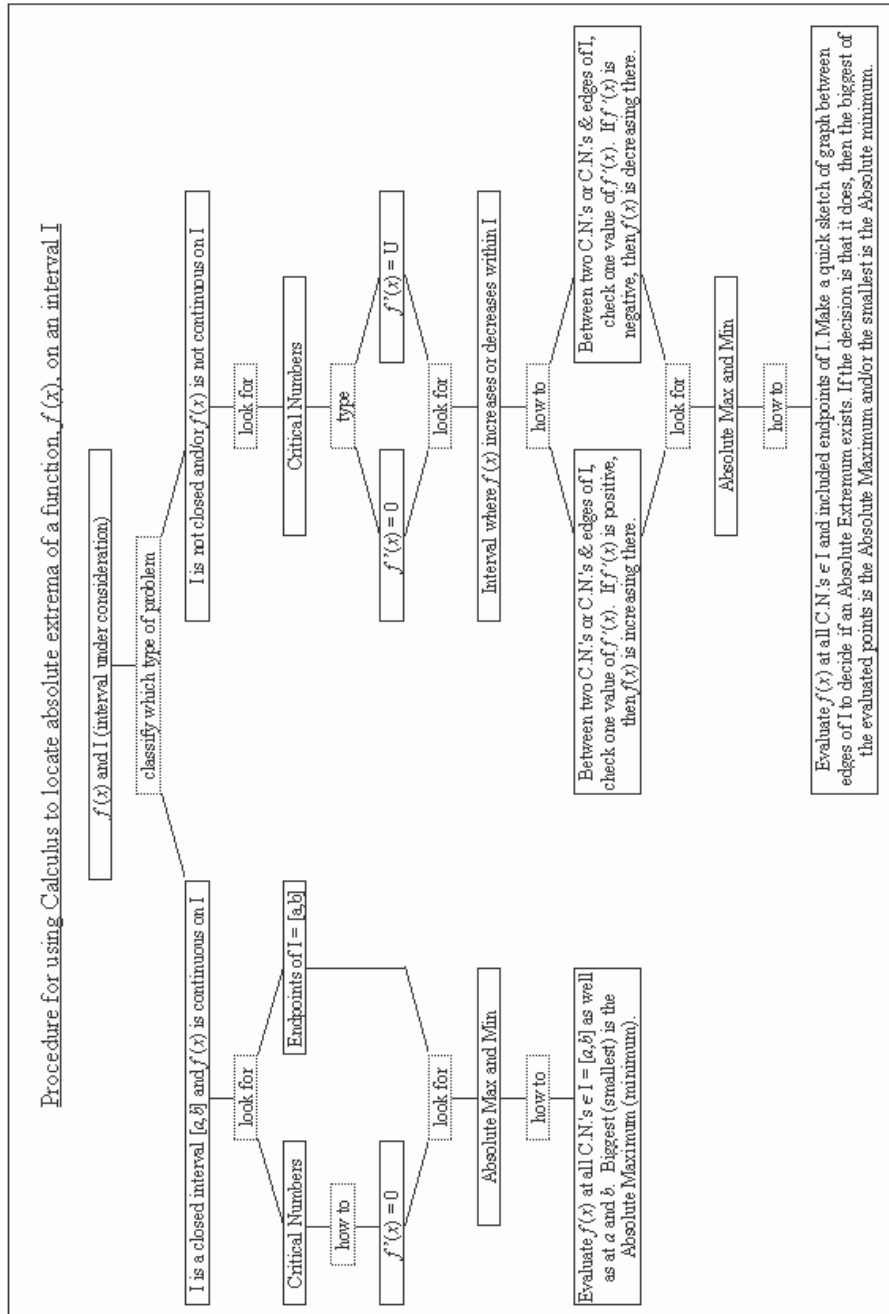 Procedure for using Calculus to locate absolute extrema of a function, f (x), on an interval I
f (x) and I (interval under consideration)
classify which type of problem
I is a closed interval [a,b] and f (x) is continuous on I
look for
Critical Numbers
how to
f '(x) = 0
Endpoints of I = [a,b]
look for
Absolute Max and Min
how to
Evaluate f (x) at all C.N.'s ϵ I = [a,b] as well
as at a and b. Biggest (smallest) is the
Absolute Maximum (minimum).
I is not closed and/or f (x) is not continuous on I
look for
Critical Numbers
type
f '(x) = 0
f '(x) = U
look for
Interval where f (x) increases or decreases within I
how to
Between two C.N.'s or C.N.'s & edges of I,
check one value of f '(x). If f '(x) is positive,
then f(x) is increasing there.
Between two C.N.'s or C.N.'s & edges of I,
check one value of f '(x). If f '(x) is
negative, then f (x) is decreasing there.
look for
Absolute Max and Min
how to
Evaluate f (x) at all C.N.'s ϵ I and included endpoints of I. Make a quick sketch of graph between
edges of I to decide if an Absolute Extremum exists. If the decision is that it does, then the biggest of
the evaluated points is the Absolute Maximum and/or the smallest is the Absolute minimum.